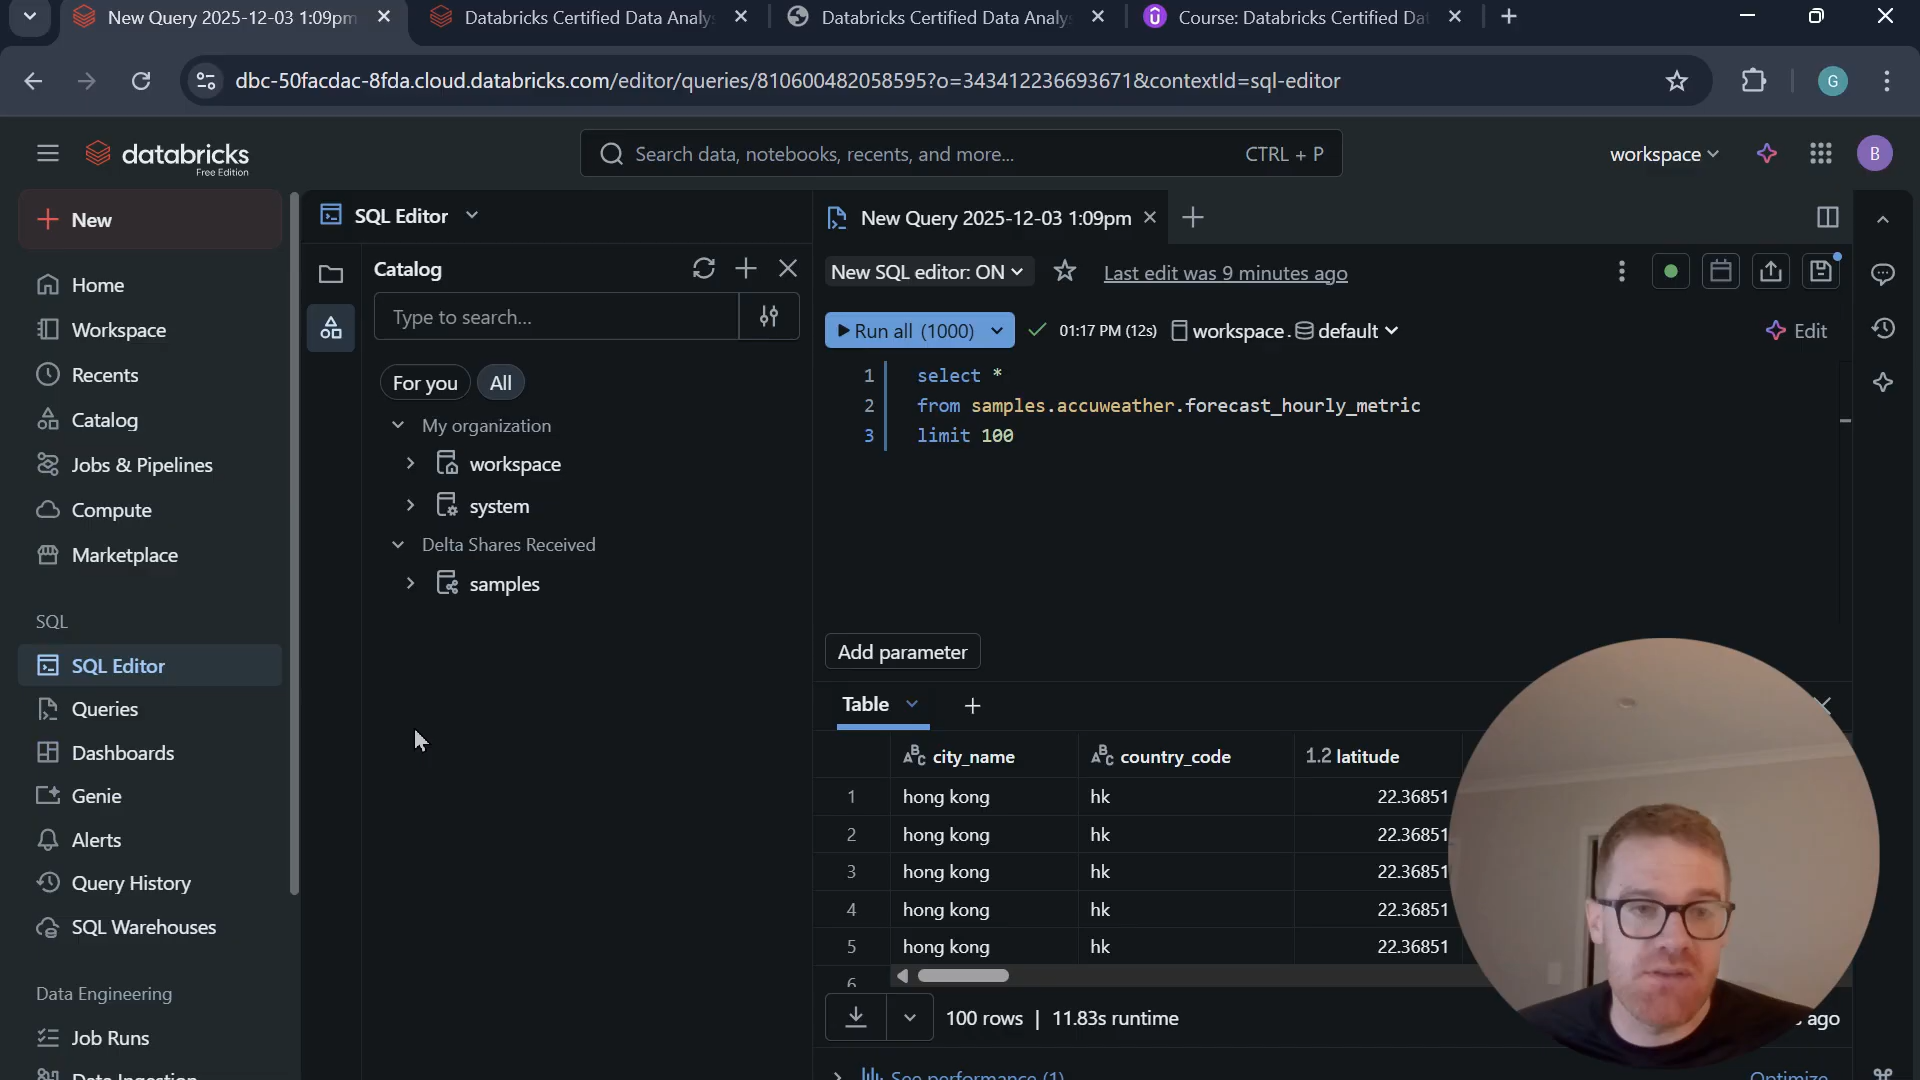 New Query 2025-12-03 1:09pm
Databricks Certified Data Analy
Databricks Certified Data Analy
Course: Databricks Certified Da
dbc-50facdac-8fda.cloud.databricks.com/editor/queries/810600482058595?o=343412236693671&contextId=sql-editor
G
databricks
Free Edition
Search data, notebooks, recents, and more...
CTRL + P
workspace
B
New
Home
Workspace
Recents
Catalog
Jobs & Pipelines
Compute
Marketplace
SQL
SQL Editor
Queries
Dashboards
Genie
Alerts
Query History
SQL Warehouses
Data Engineering
Job Runs
Data Ingestion
SQL Editor
Catalog
Type to search...
For you
All
My organization
workspace
system
Delta Shares Received
samples
New Query 2025-12-03 1:09pm
New SQL editor: ON
Last edit was 9 minutes ago
Run all (1000)
01:17 PM (12s)
workspace.
default
Edit
1 select *
2 from samples.accuweather.forecast_hourly_metric
3 limit 100
Add parameter
Table
city_name country_code 1.2 latitude
1 hong kong hk 22.36851
2 hong kong hk 22.36851
3 hong kong hk 22.36851
4 hong kong hk 22.36851
5 hong kong hk 22.36851
6
100 rows | 11.83s runtime
ago
See performance (1)
Optimize